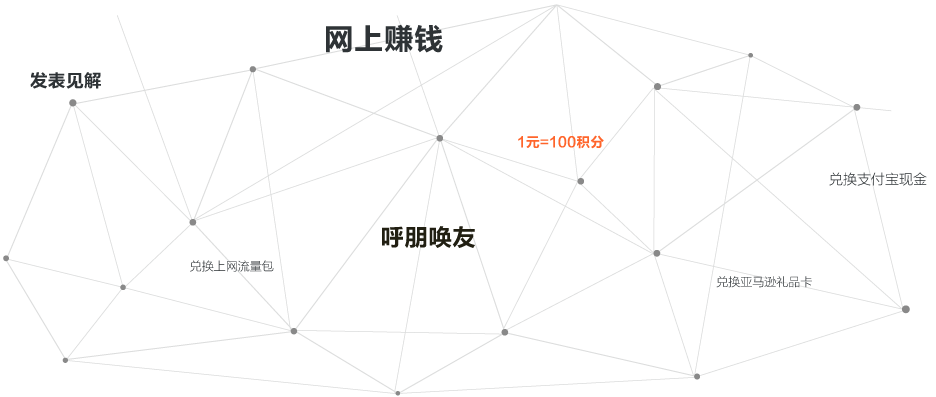 网上赚钱
发表见解
1元=100积分
兑换支付宝现金
呼朋唤友
兑换上网流量包
兑换亚马逊礼品卡